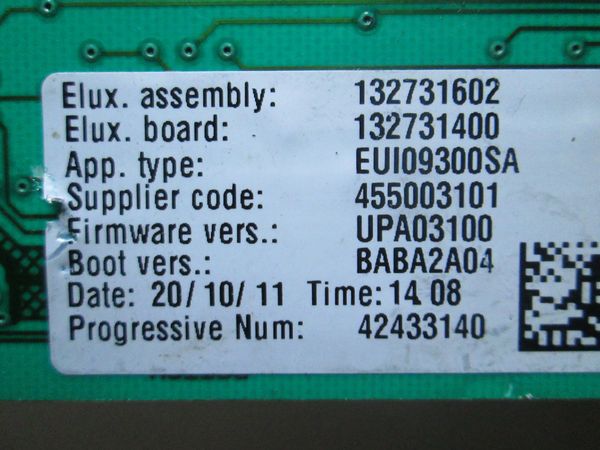 Elux. assembly: 132731602
Elux. board: 132731400
App. type: EUI09300SA
Supplier code: 455003101
Firmware vers.: UPA03100
Boot vers.: BABA2A04
Date: 20/10/11 Time: 14 08
Progressive Num: 42433140